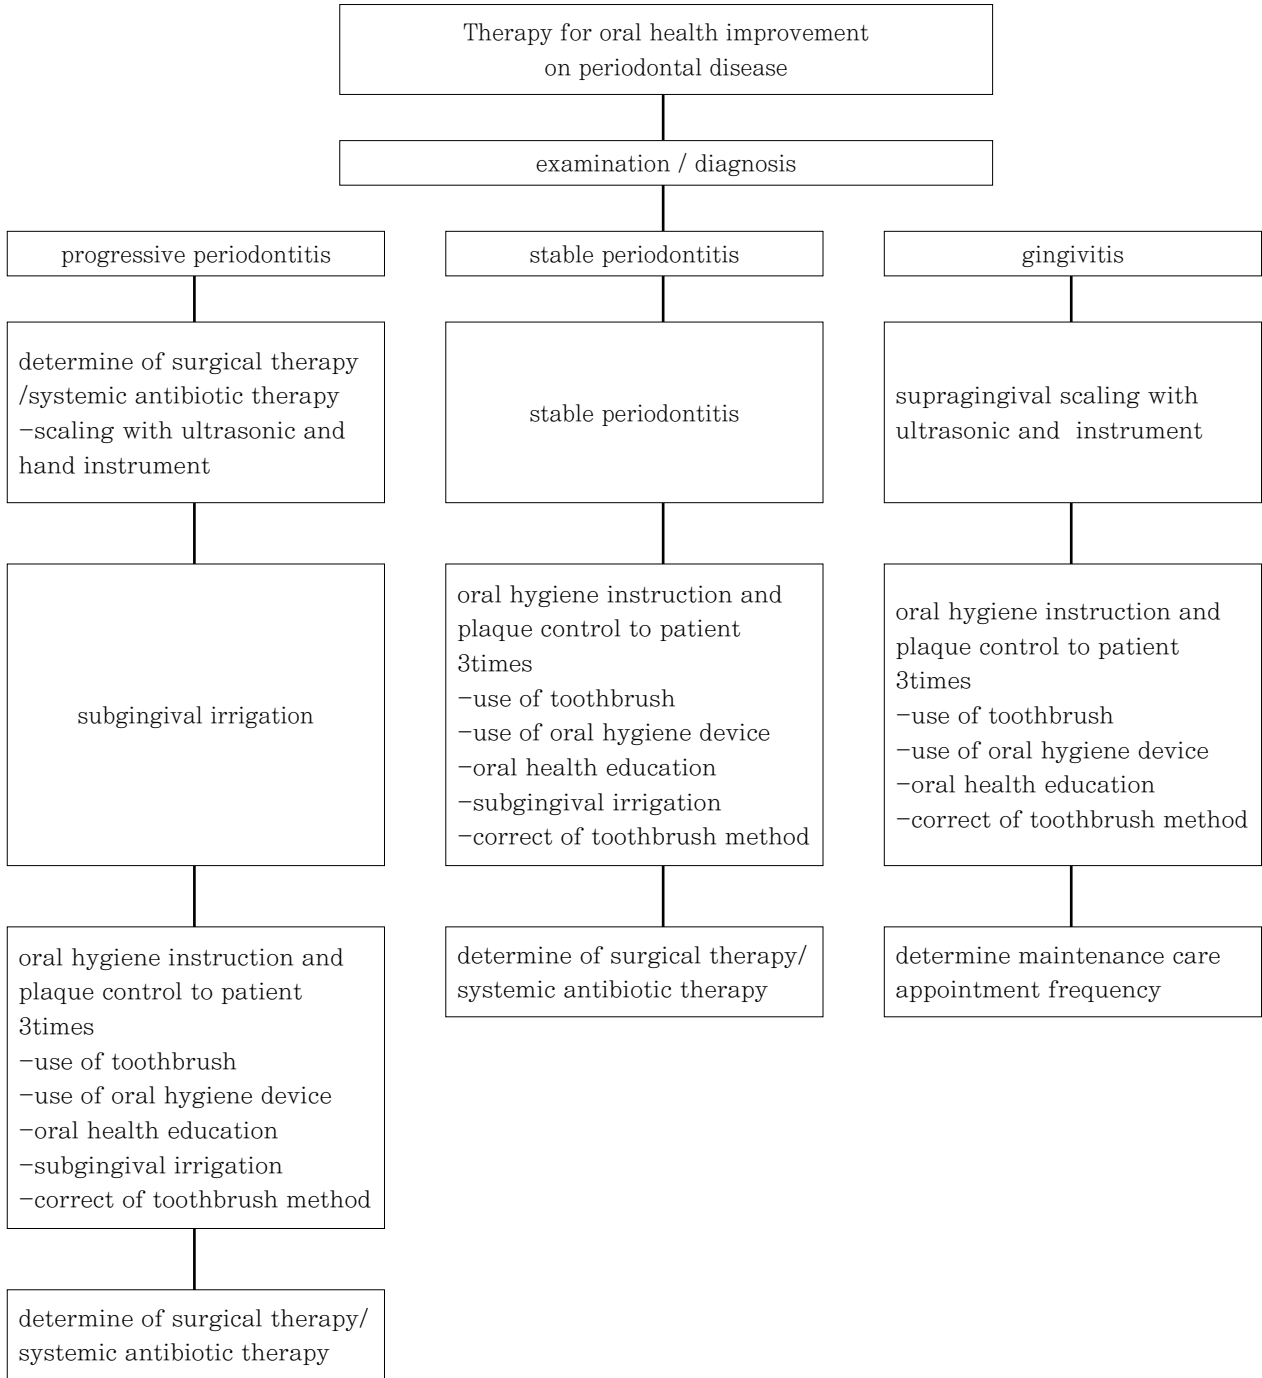 Therapy for oral health improvement
on periodontal disease
examination / diagnosis
progressive periodontitis
stable periodontitis
gingivitis
determine of surgical therapy
/systemic antibiotic therapy
-scaling with ultrasonic and
hand instrument
stable periodontitis
supragingival scaling with
ultrasonic and instrument
subgingival irrigation
oral hygiene instruction and
plaque control to patient
3times
-use of toothbrush
-use of oral hygiene device
-oral health education
-subgingival irrigation
-correct of toothbrush method
oral hygiene instruction and
plaque control to patient
3times
-use of toothbrush
-use of oral hygiene device
-oral health education
-correct of toothbrush method
oral hygiene instruction and
plaque control to patient
3times
-use of toothbrush
-use of oral hygiene device
-oral health education
-subgingival irrigation
-correct of toothbrush method
determine of surgical therapy/
systemic antibiotic therapy
determine maintenance care
appointment frequency
determine of surgical therapy/
systemic antibiotic therapy